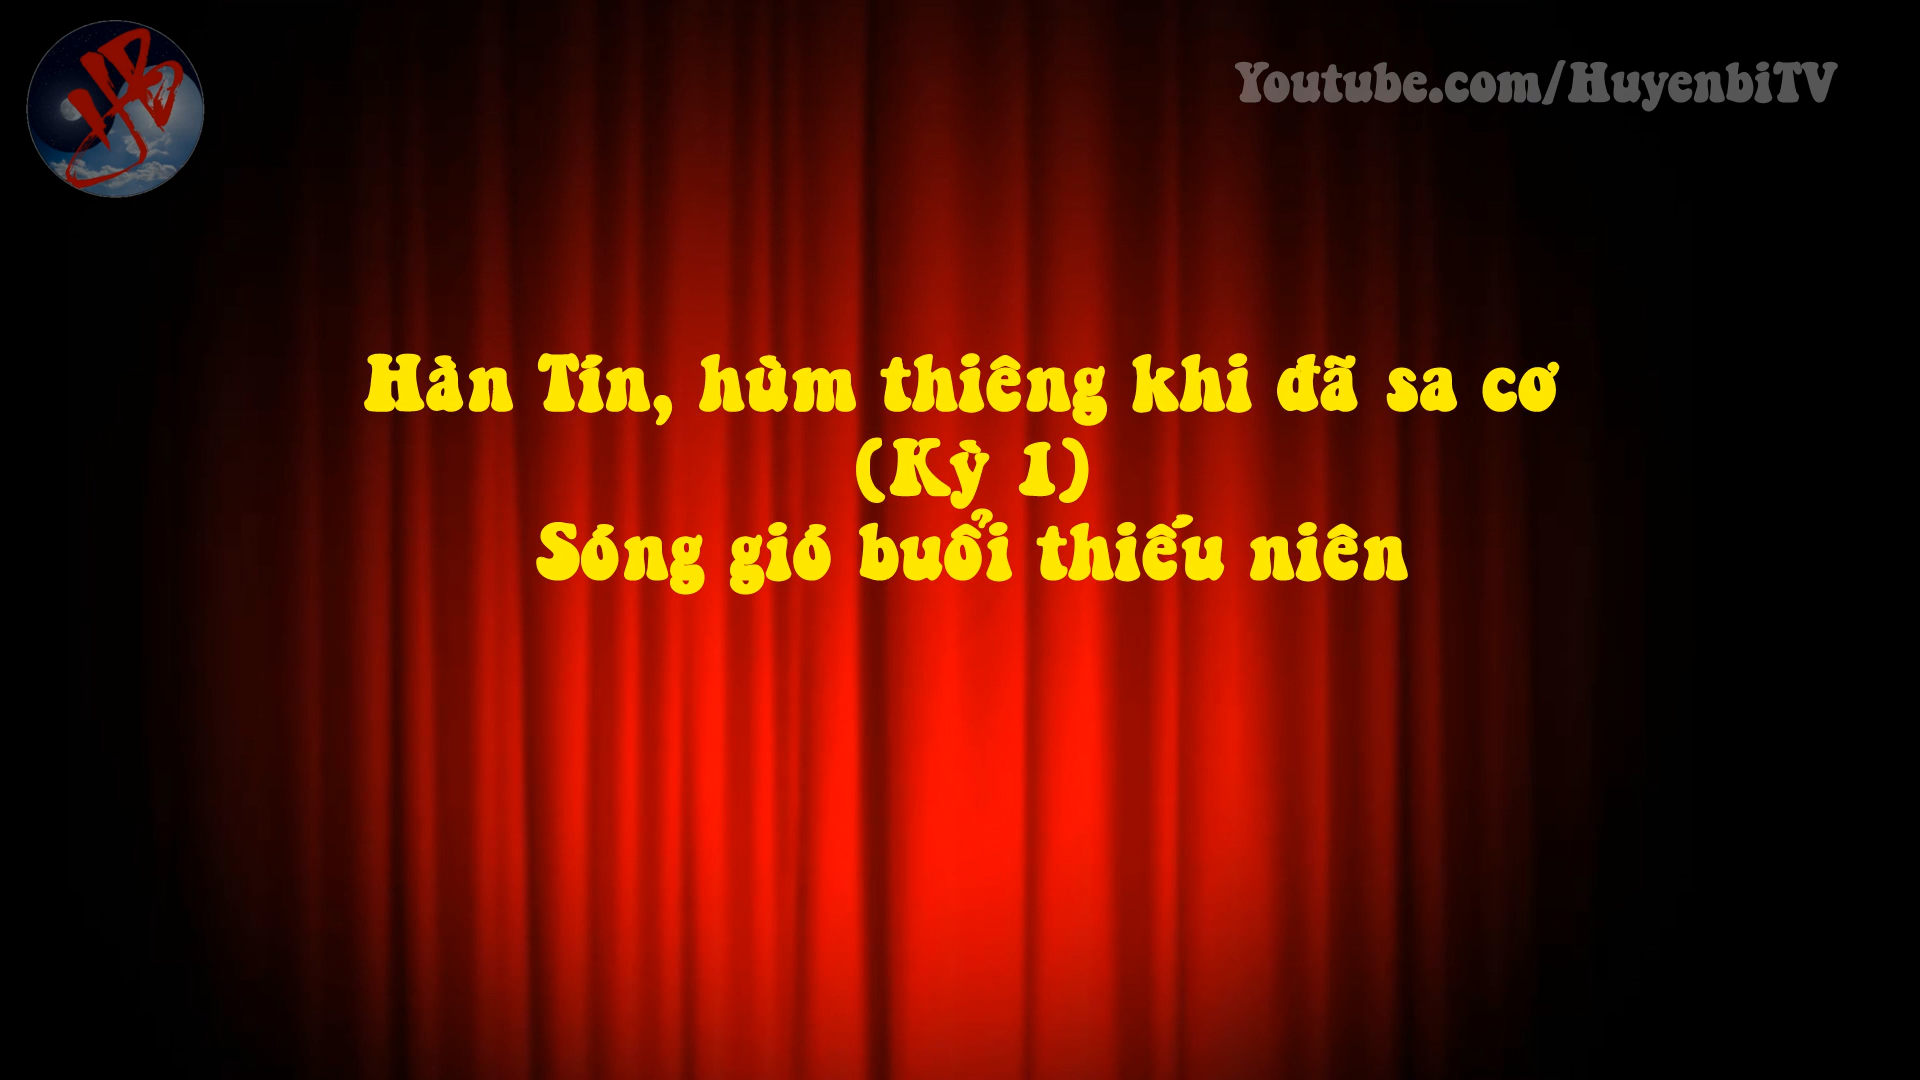 Youtube.com/HuyenbiTV
Hàn Tín, hùm thiêng khi đã sa cơ
(Kỳ 1)
Sóng gió buổi thiếu niên